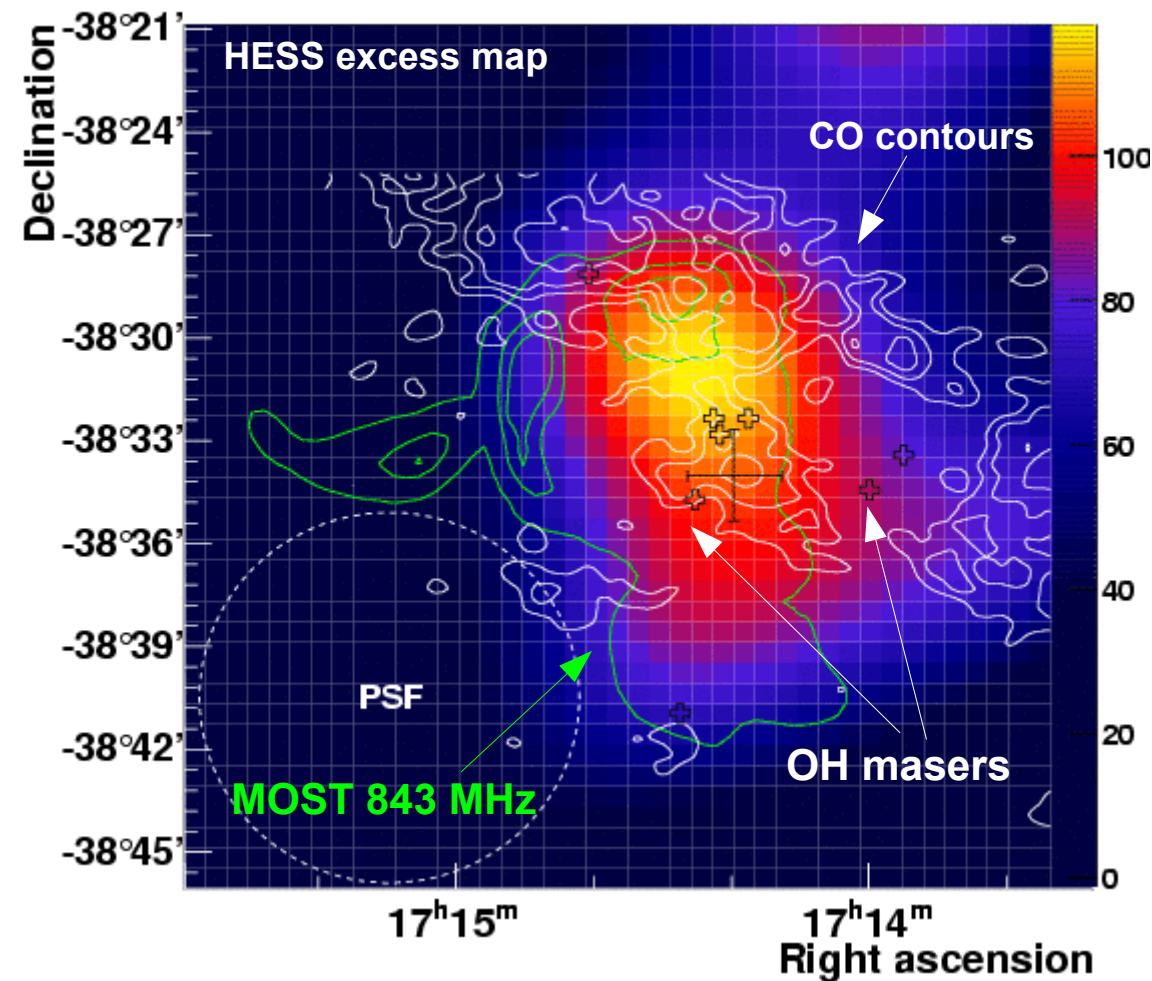 HESS excess map
CO contours
PSF
MOST 843 MHz
OH masers
Declination
-38°21'
-38°24'
-38°27'
-38°30'
-38°33'
-38°36'
-38°39'
-38°42'
-38°45'
100
80
60
40
20
0
17h15m
17h14m
Right ascension